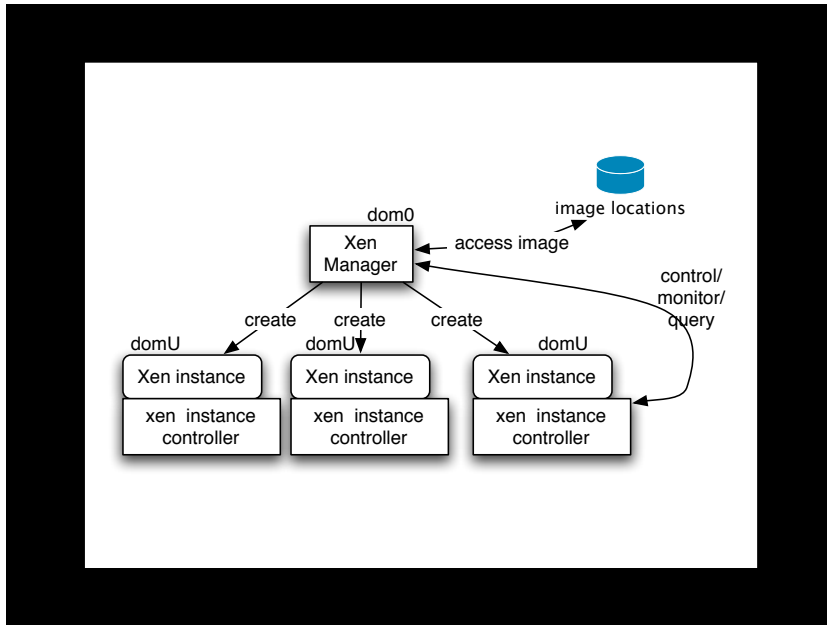 image locations
dom0
Xen
Manager
access image
control/
monitor/
query
create
create
create
domU
domU
domU
Xen instance
Xen instance
Xen instance
xen instance
controller
xen instance
controller
xen instance
controller